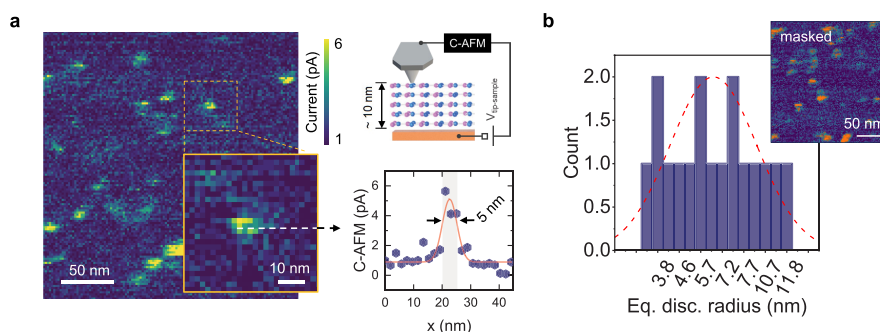 a
6
Current (pA)
1
50 nm
10 nm
C-AFM
~ 10 nm
Vtip-sample
C-AFM (pA)
6
4
2
0
5 nm
0
10
20
30
40
x (nm)
b
masked
50 nm
Count
2.0
1.5
1.0
0.5
0.0
3.8
4.6
5.7
7.2
7.7
10.7
11.8
Eq. disc. radius (nm)